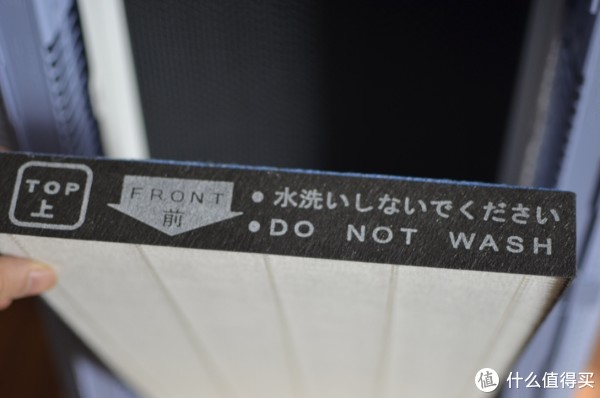 TOP
上
FRONT
前
• 水洗いしないでください
• DO NOT WASH
值 什么值得买